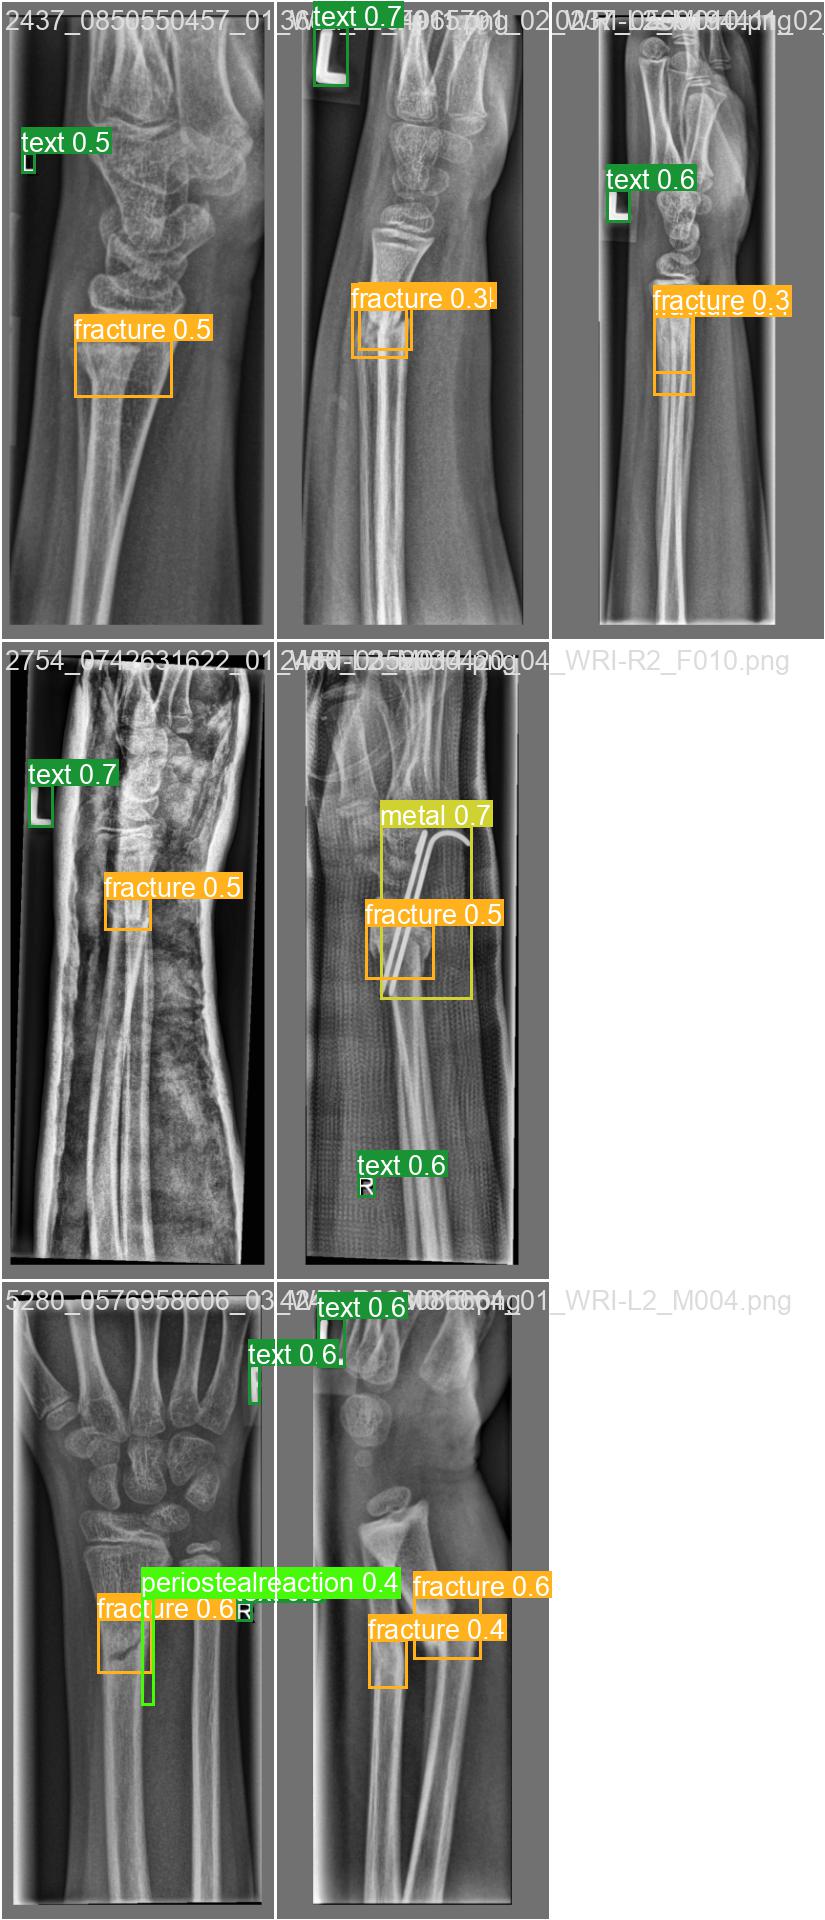 2437_0850550457_01
text 0.7
text 0.5
L
L
text 0.6
L
fracture 0.5
fracture 0.3
fracture 0.3
2754_0742631622_01
04_WRI-R2_F010.png
text 0.7
L
metal 0.7
fracture 0.5
fracture 0.5
text 0.6
R
5280_0576958606_03
01_WRI-L2_M004.png
text 0.6
text 0.6
periostealreaction 0.4
fracture 0.6
R
fracture 0.6
fracture 0.4